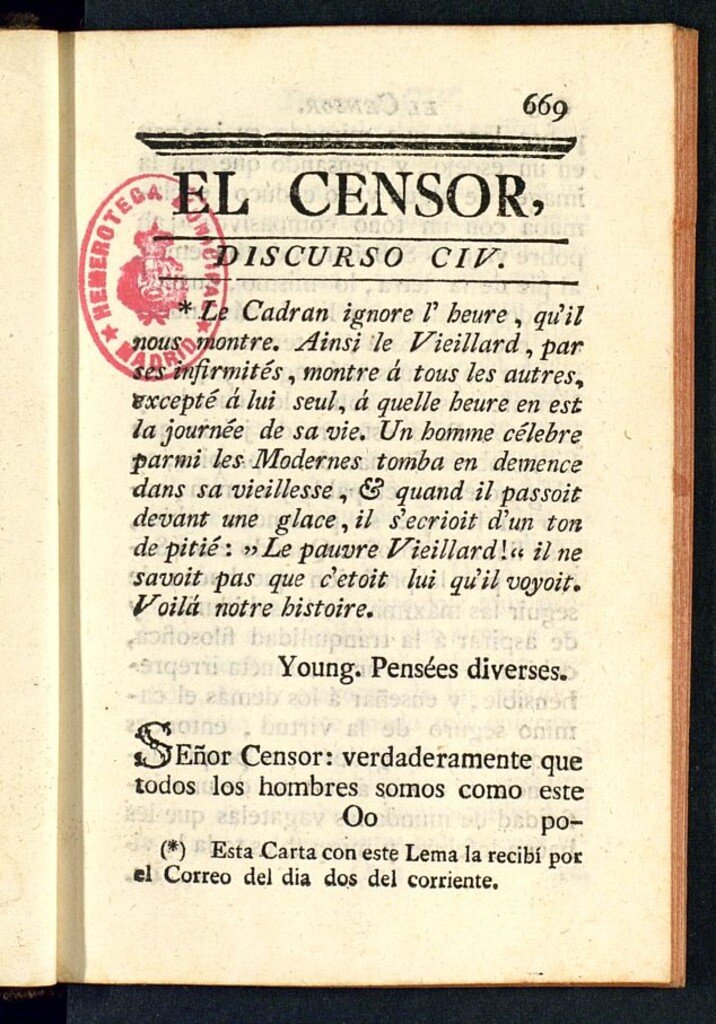 669
EL CENSOR,
DISCURSO CIV.
* Le Cadran ignore l' heure, qu'il
nous montre. Ainsi le Vieillard, par
ses infirmités, montre á tous les autres,
excepté á lui seul, á quelle heure en est
la journée de sa vie. Un homme célebre
parmi les Modernes tomba en demence
dans sa vieillesse, & quand il passoit
devant une glace, il s'ecrioit d'un ton
de pitié: „Le pauvre Vieillard!“ il ne
savoit pas que c'etoit lui qu'il voyoit.
Voilá notre histoire.
Young. Pensées diverses.
SEñor Censor: verdaderamente que
todos los hombres somos como este
Oo po-
(*) Esta Carta con este Lema la recibí por
el Correo del dia dos del corriente.
HEMEROTECA MUNICIPAL
★ MADRID ★